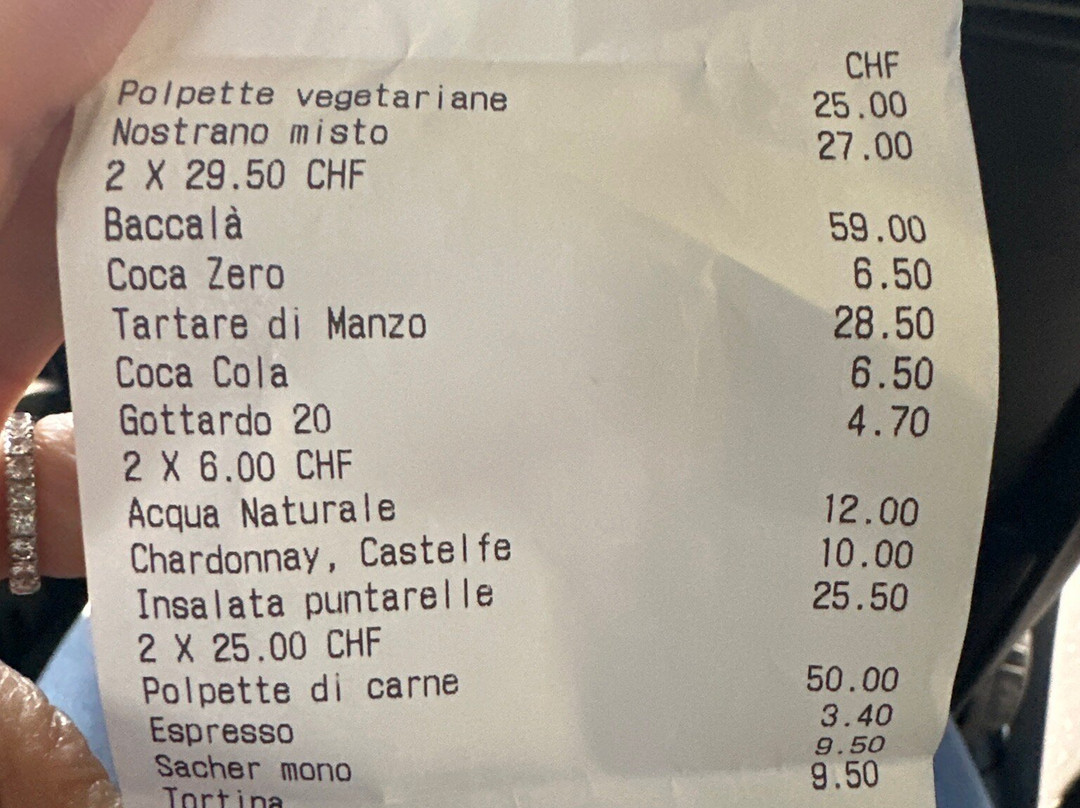 CHF
Polpette vegetariane 25.00
Nostrano misto 27.00
2 X 29.50 CHF
Baccalà 59.00
Coca Zero 6.50
Tartare di Manzo 28.50
Coca Cola 6.50
Gottardo 20 4.70
2 X 6.00 CHF
Acqua Naturale 12.00
Chardonnay, Castelfe 10.00
Insalata puntarelle 25.50
2 X 25.00 CHF
Polpette di carne 50.00
Espresso 3.40
Sacher mono 9.50
Tortina 9.50